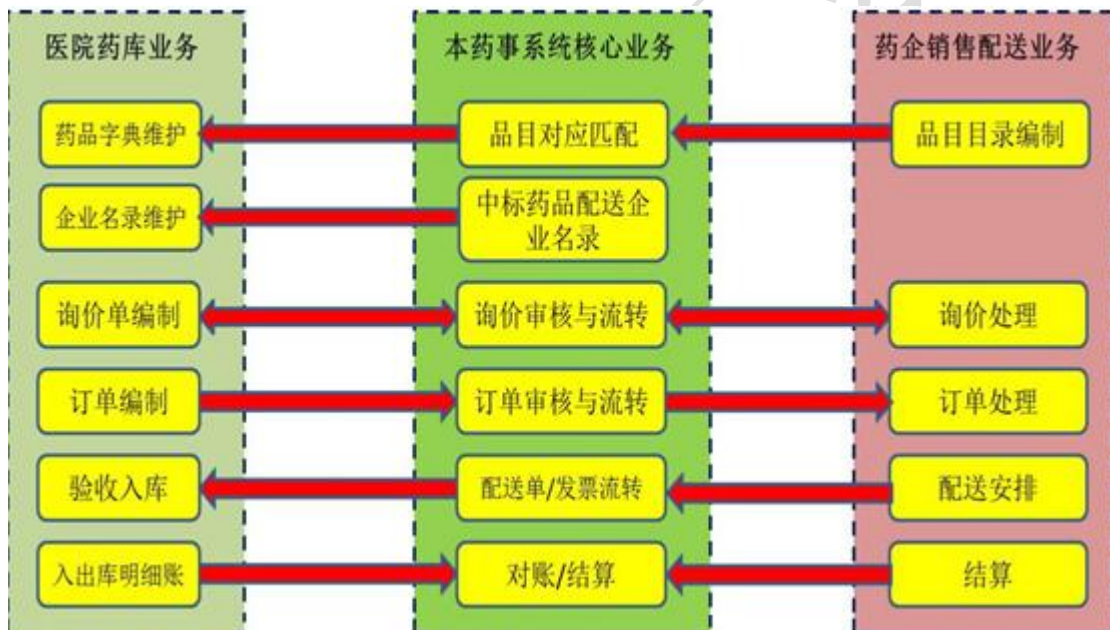 医院药库业务
本药事系统核心业务
药企销售配送业务
药品字典维护
品目对应匹配
品目目录编制
企业名录维护
中标药品配送企
业名录
询价单编制
询价审核与流转
询价处理
订单编制
订单审核与流转
订单处理
验收入库
配送单/发票流转
配送安排
入出库明细账
对账/结算
结算